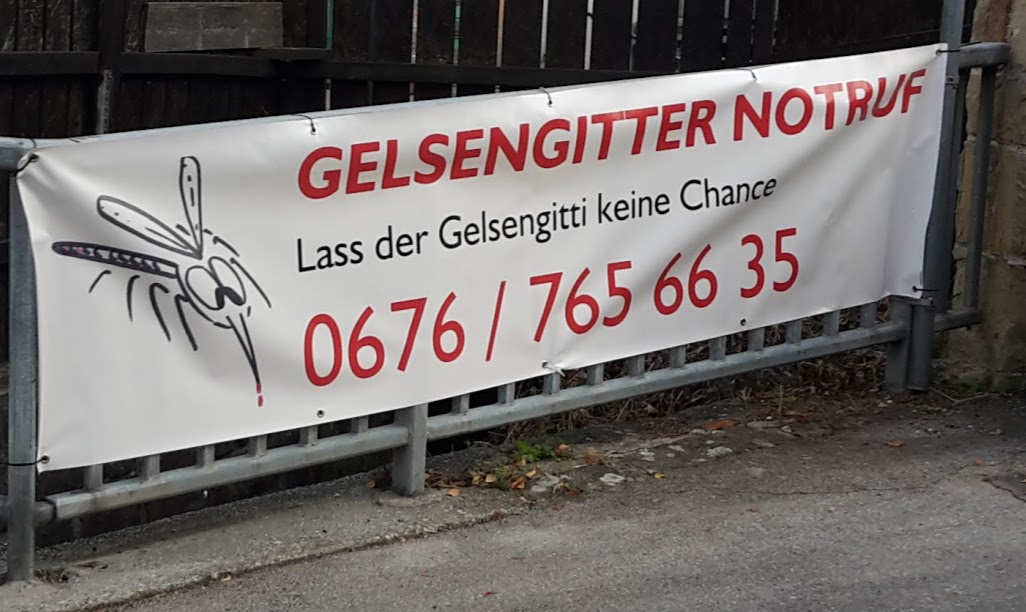 GELSENGITTER NOTRUF
Lass der Gelsengitti keine Chance
0676 / 765 66 35